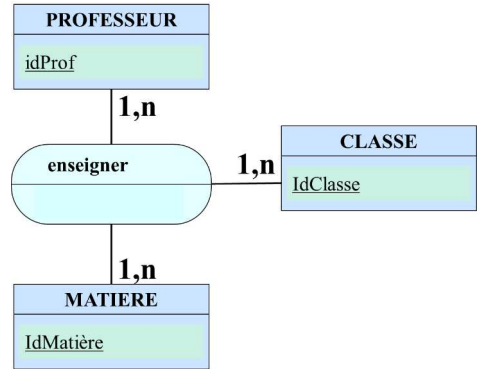 PROFESSEUR
idProf
1,n
enseigner
1,n
CLASSE
IdClasse
1,n
MATIERE
IdMatière